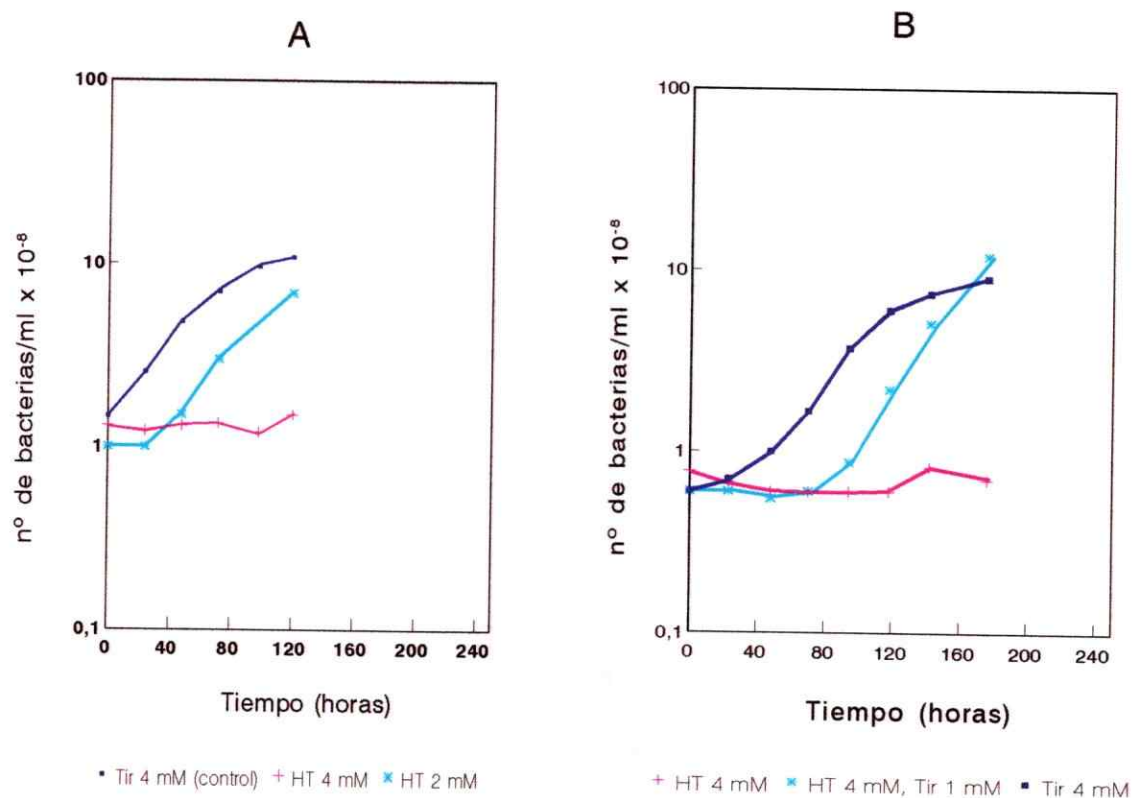 A
100
10
1
0,1
nº de bacterias/ml x 10⁻⁸
0 40 80 120 160 200 240
Tiempo (horas)
Tir 4 mM (control) HT 4 mM HT 2 mM
B
100
10
1
0,1
nº de bacterias/ml x 10⁻⁸
0 40 80 120 160 200 240
Tiempo (horas)
HT 4 mM HT 4 mM, Tir 1 mM Tir 4 mM